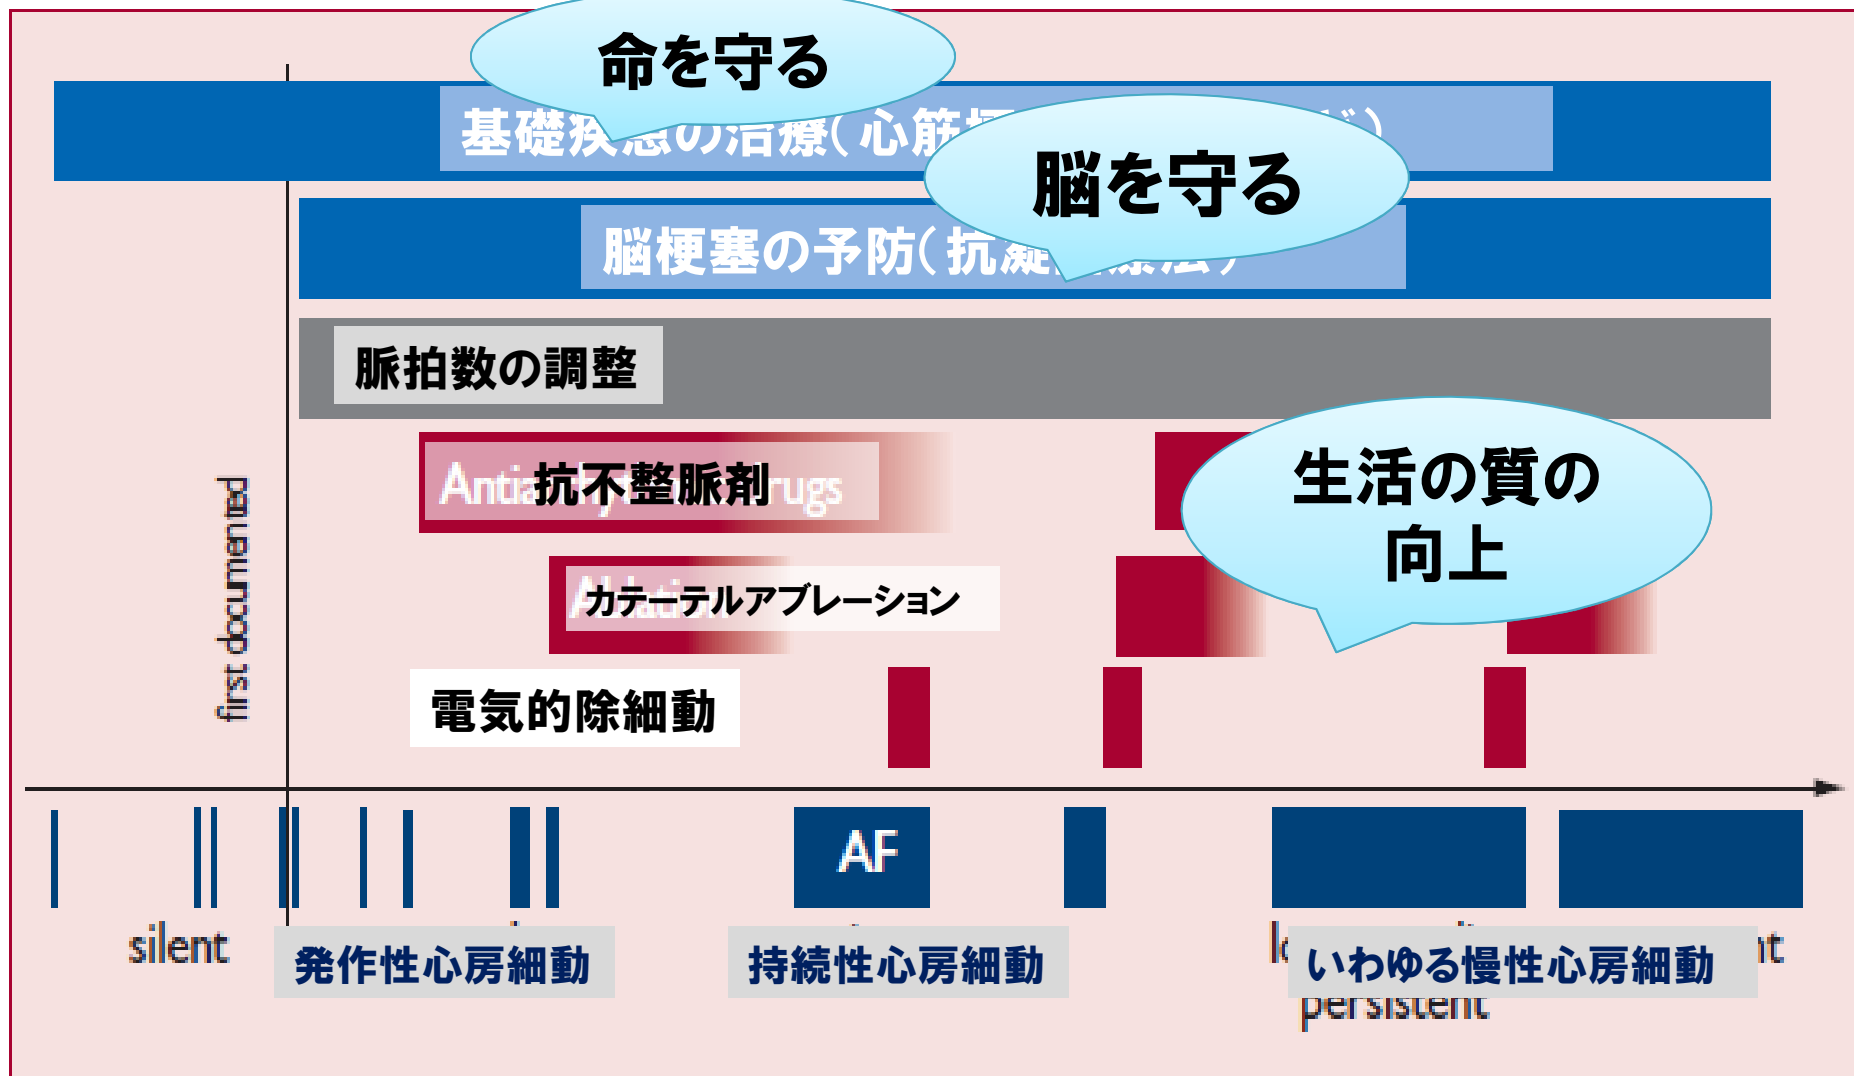 命を守る
基礎疾患の治療(心筋
脳を守る
脳梗塞の予防(抗凝
脈拍数の調整
抗不整脈剤
生活の質の
向上
カテーテルアブレーション
電気的除細動
first documented
AF
silent
発作性心房細動
持続性心房細動
いわゆる慢性心房細動
persistent